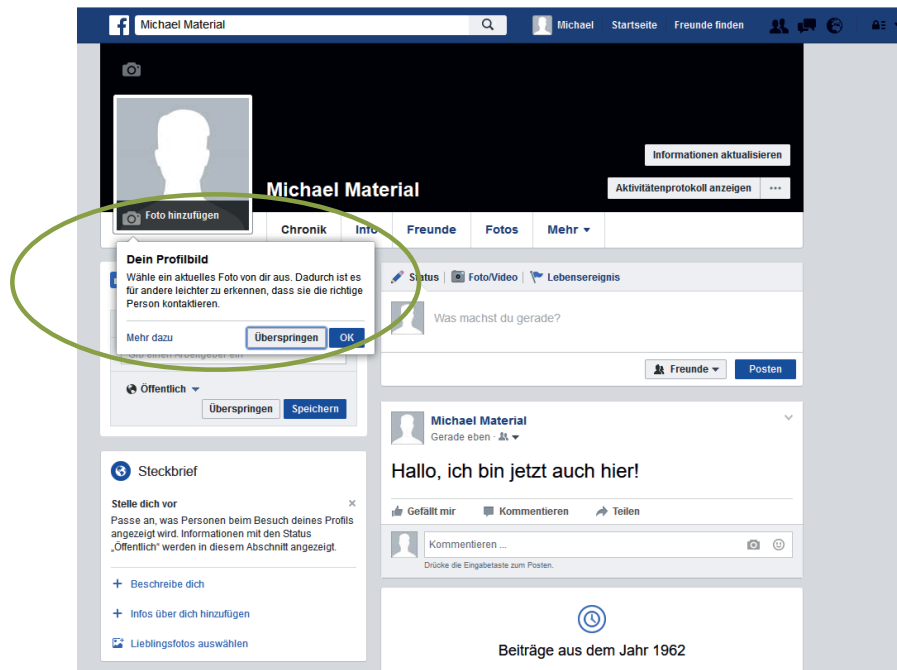 Michael Material
Michael Startseite Freunde finden
Informationen aktualisieren
Michael Material
Aktivitätenprotokoll anzeigen
Foto hinzufügen
Chronik Info Freunde Fotos Mehr
Dein Profilbild
Wähle ein aktuelles Foto von dir aus. Dadurch ist es
für andere leichter zu erkennen, dass sie die richtige
Person kontaktieren.
Mehr dazu Überspringen OK
Gib einen Arbeitgeber ein
Öffentlich
Überspringen Speichern
Steckbrief
Stelle dich vor
Passe an, was Personen beim Besuch deines Profils
angezeigt wird. Informationen mit den Status
„Öffentlich“ werden in diesem Abschnitt angezeigt.
+ Beschreibe dich
+ Infos über dich hinzufügen
Lieblingsfotos auswählen
Status Foto/Video Lebensereignis
Was machst du gerade?
Freunde Posten
Michael Material
Gerade eben ·
Hallo, ich bin jetzt auch hier!
Gefällt mir Kommentieren Teilen
Kommentieren ...
Drücke die Eingabetaste zum Posten.
Beiträge aus dem Jahr 1962